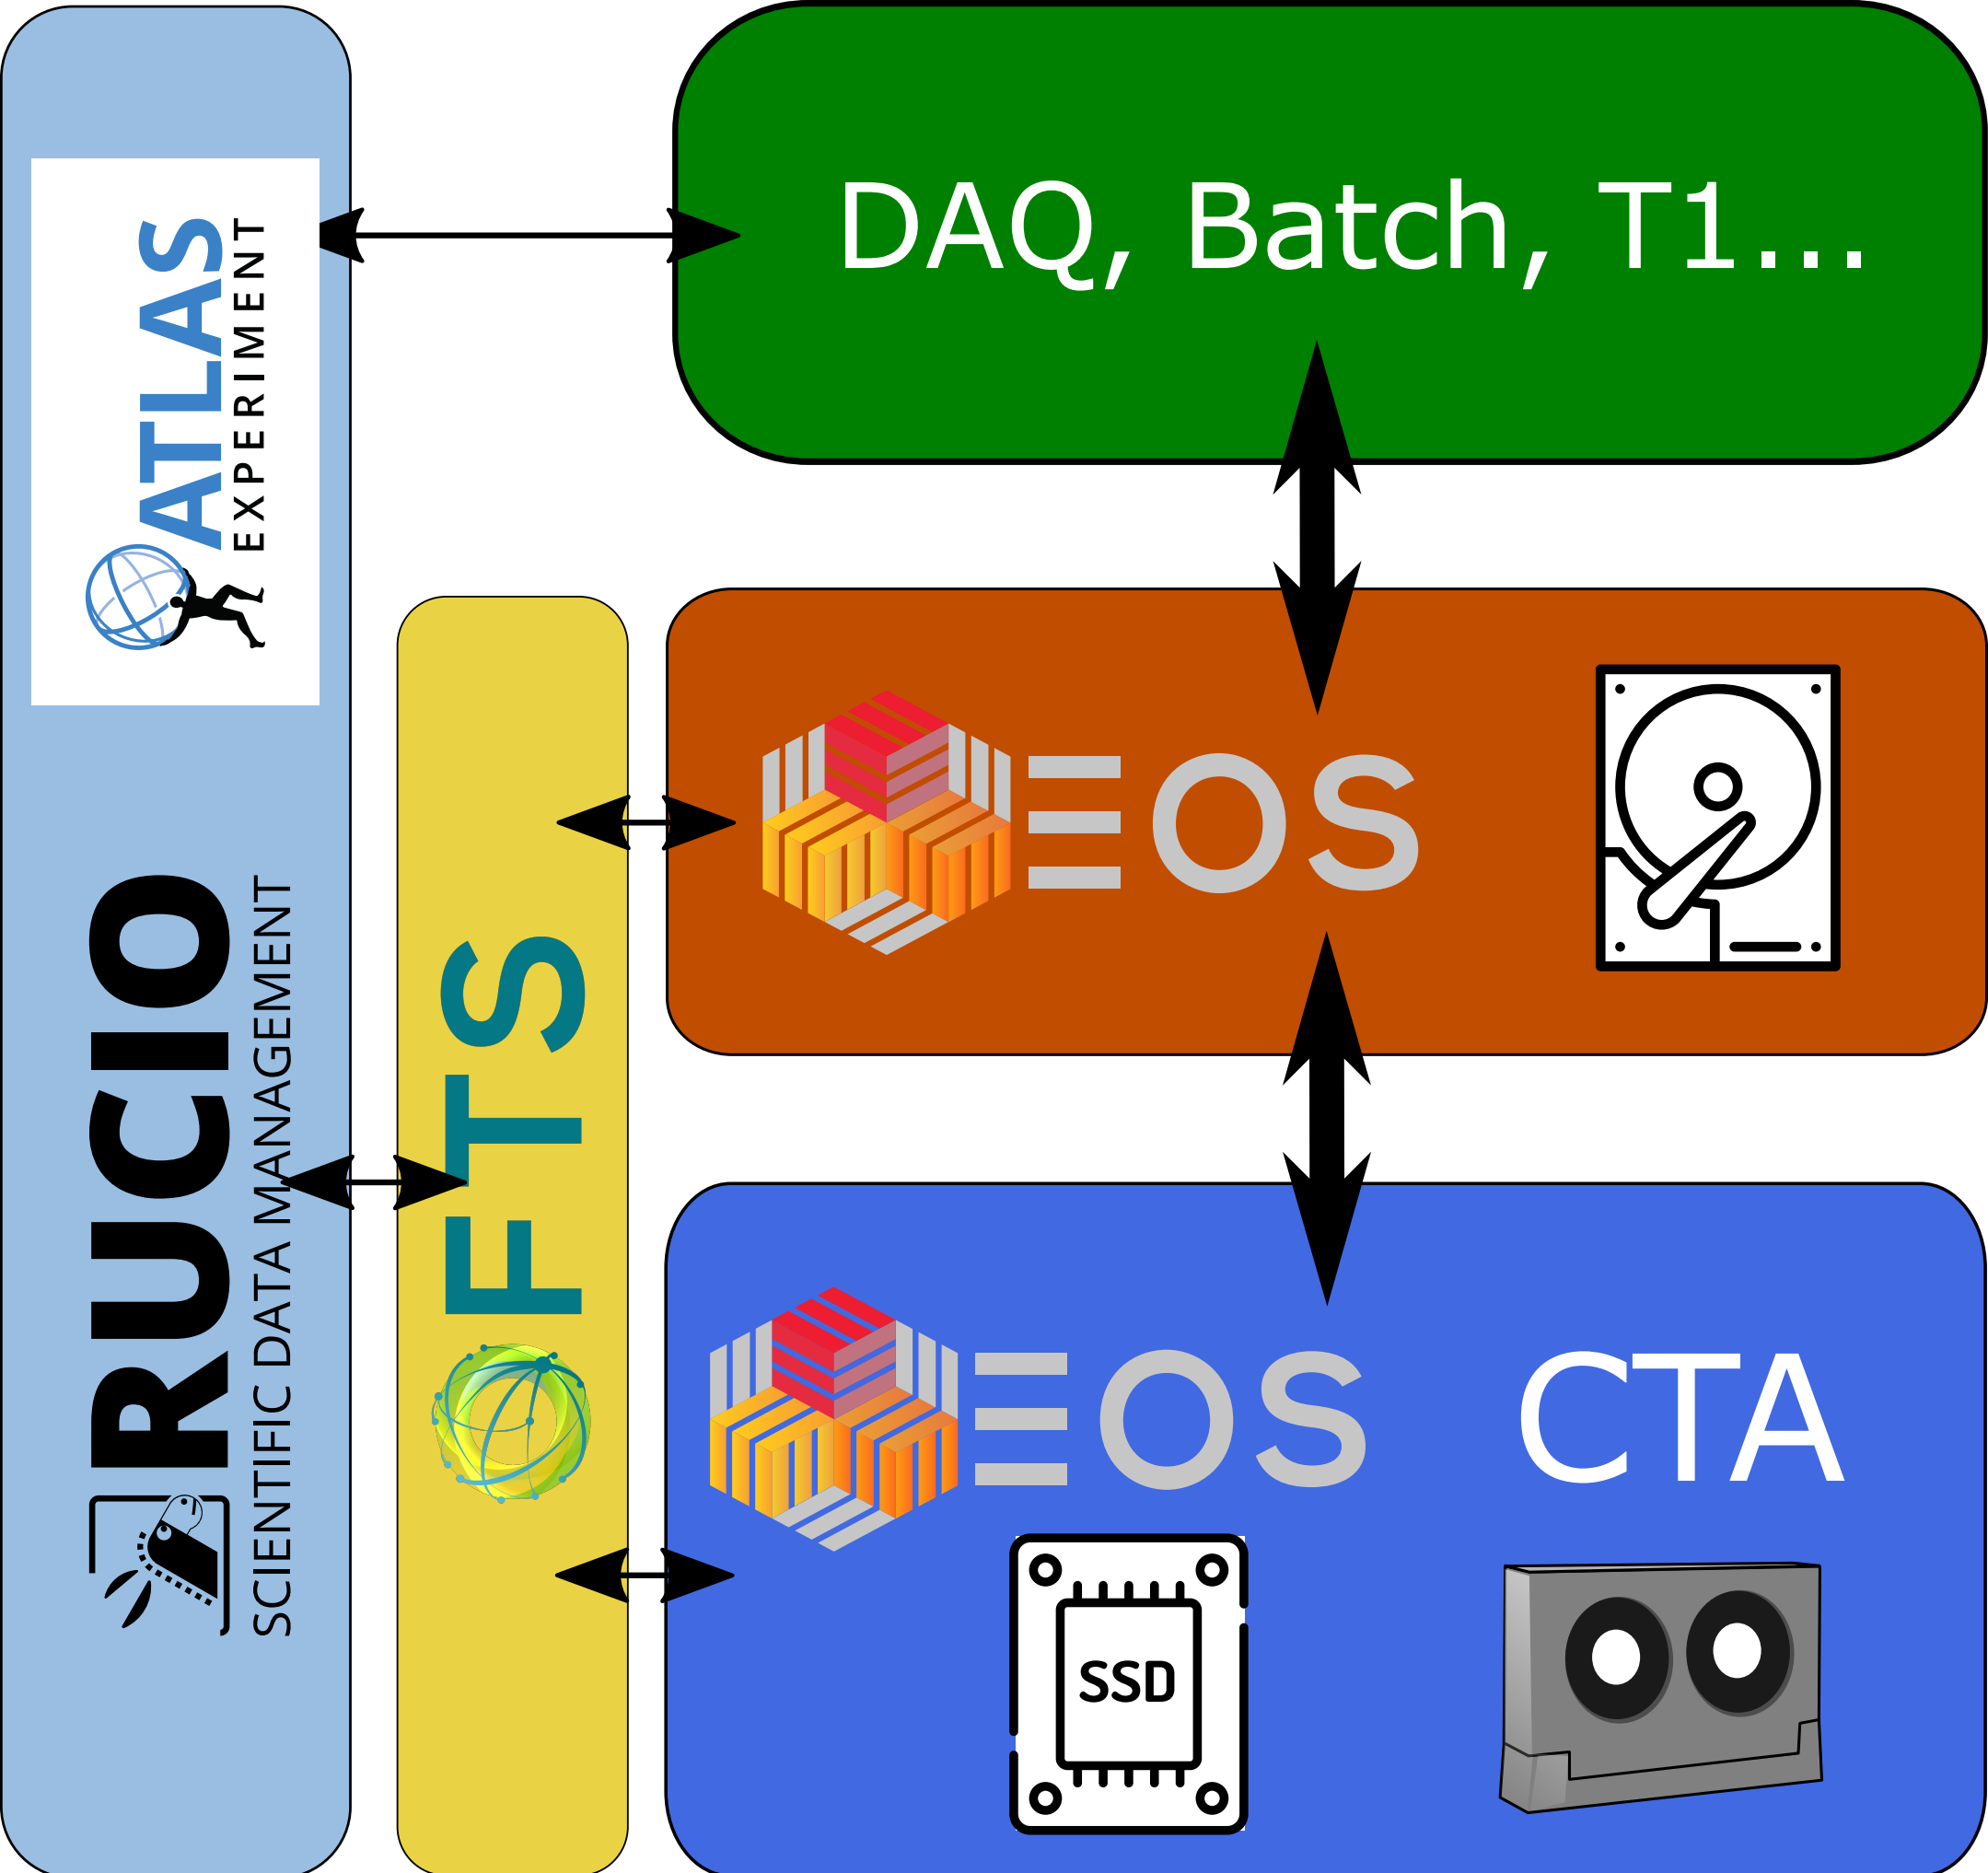 ATLAS
EXPERIMENT
RUCIO
SCIENTIFIC DATA MANAGEMENT
FTS
DAQ, Batch, T1...
EOS
EOS
CTA
SSD